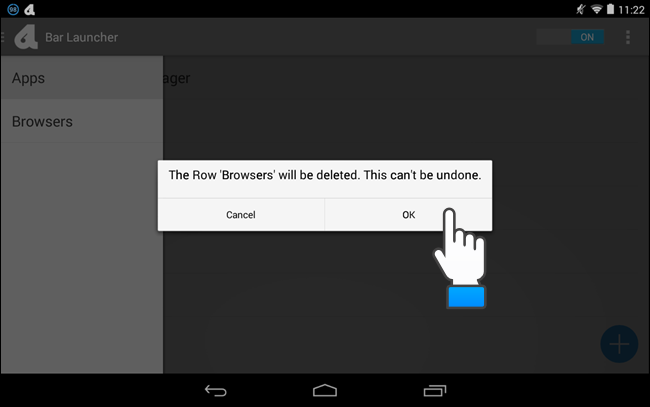 98
11:22
Bar Launcher
ON
Apps
ager
Browsers
The Row 'Browsers' will be deleted. This can't be undone.
Cancel
OK